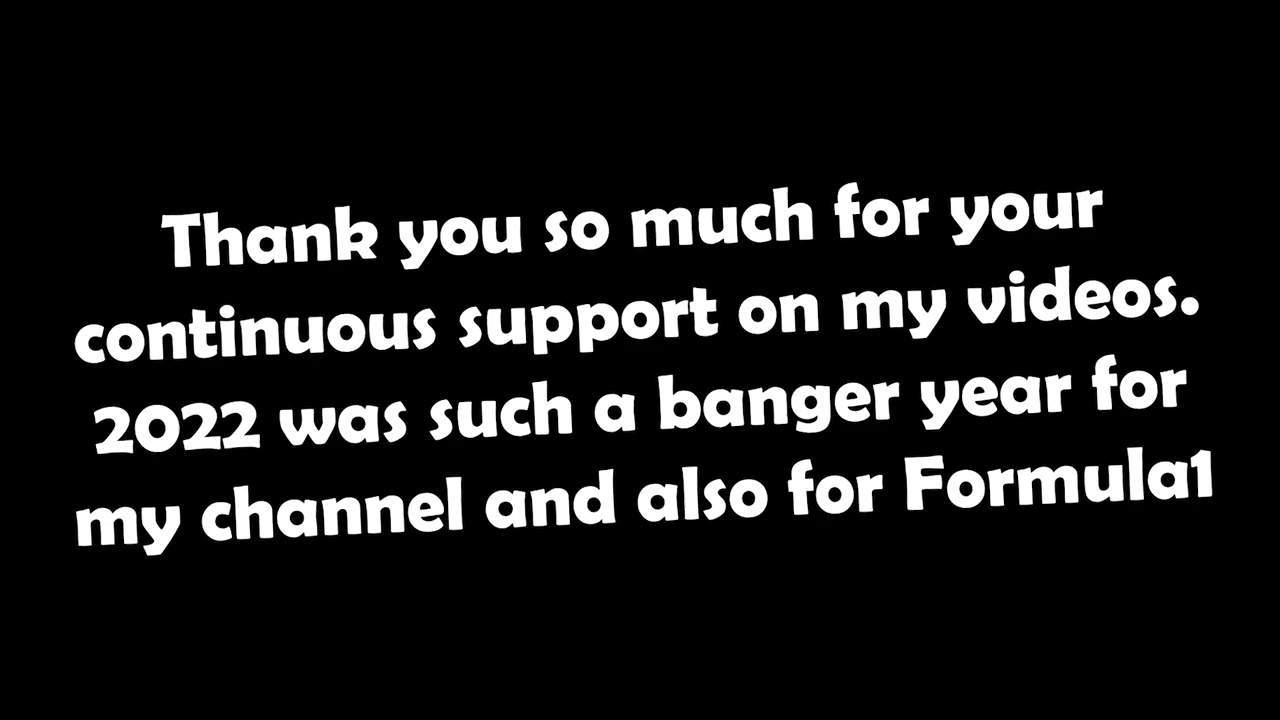 Thank you so much for your
continuous support on my videos.
2022 was such a banger year for
my channel and also for Formula1